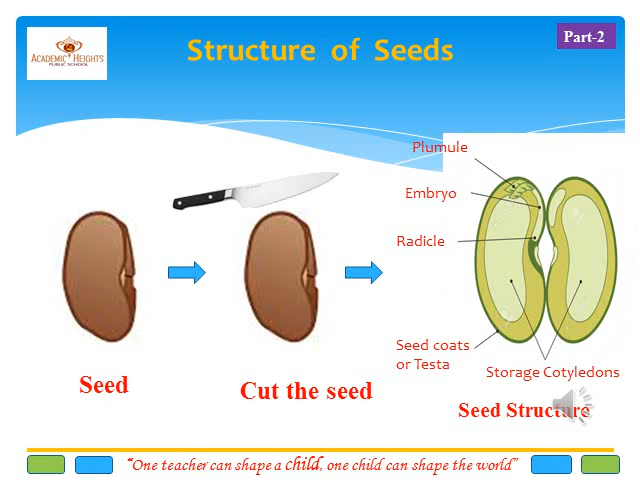 ACADEMIC HEIGHTS
PUBLIC SCHOOL
Structure of Seeds
Part-2
Plumule
Embryo
Radicle
Seed coats
or Testa
Storage Cotyledons
Seed
Cut the seed
Seed Structure
“One teacher can shape a child, one child can shape the world”